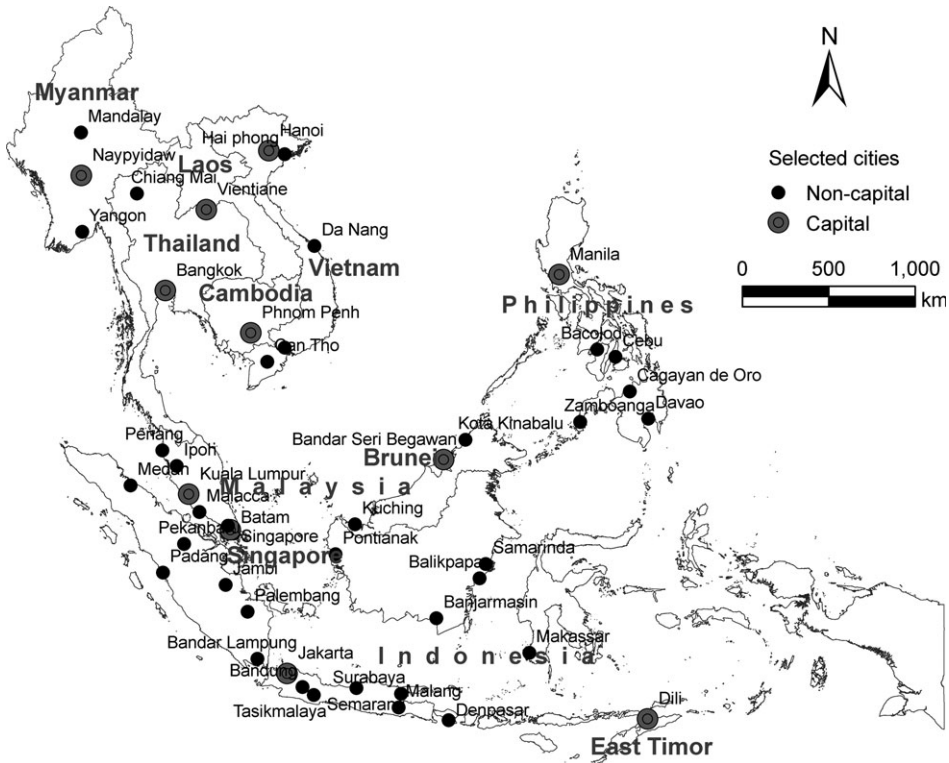 N
Myanmar
Mandalay
Hai phong
Hanoi
Selected cities
Naypyidaw
Laos
Chiang Mai
Vientiane
Non-capital
Capital
Yangon
Thailand
Da Nang
Vietnam
Manila
Bangkok
0 500 1,000
km
Cambodia
Philippines
Phnom Penh
Can Tho
Bacolod
Cebu
Cagayan de Oro
Zamboanga
Davao
Kota KInabalu
Penang
Bandar Seri Begawan
Ipoh
Brunei
Medan
Kuala Lumpur
Malaysia
Malacca
Batam
Kuching
Pekanbaru
Singapore
Pontianak
Singapore
Padang
Samarinda
Jambi
Balikpapan
Palembang
Banjarmasin
Bandar Lampung
Jakarta
Makassar
Indonesia
Bandung
Surabaya
Malang
Tasikmalaya
Semarang
Denpasar
Dili
East Timor